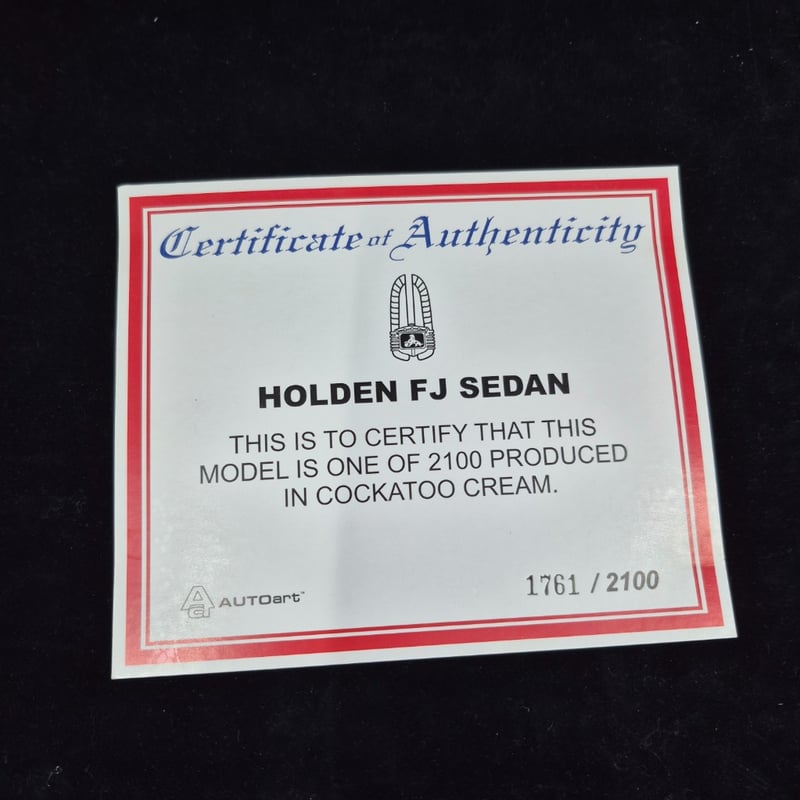 Certificate of Authenticity
HOLDEN FJ SEDAN
THIS IS TO CERTIFY THAT THIS
MODEL IS ONE OF 2100 PRODUCED
IN COCKATOO CREAM.
AUTOart™
1761 / 2100